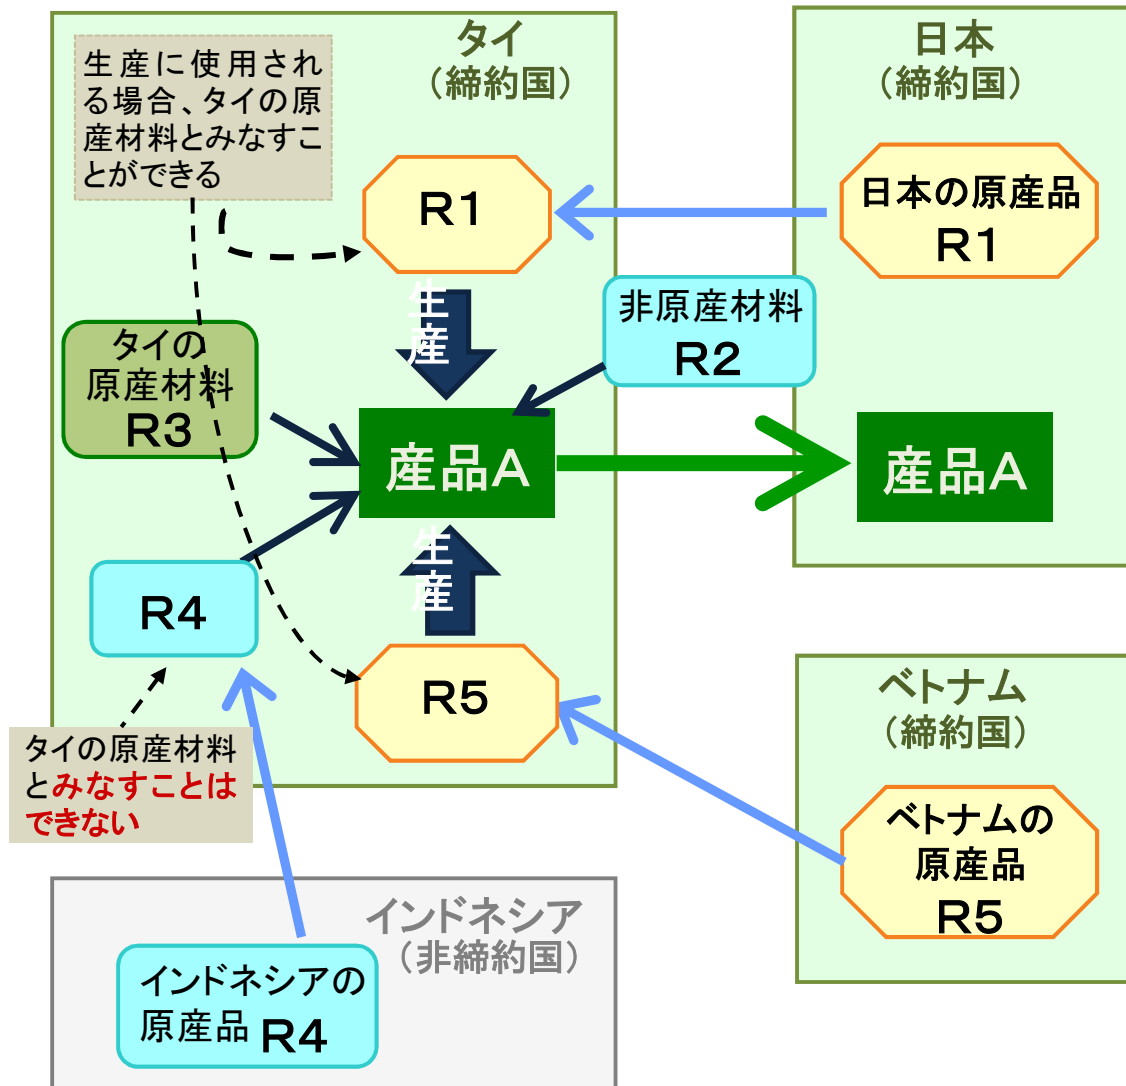 タイ
（締約国）
生産に使用され
る場合、タイの原
産材料とみなすこ
とができる
R1
生
産
タイの
原産材料
R3
非原産材料
R2
産品A
生
産
R4
R5
タイの原産材料
とみなすことは
できない
日本
（締約国）
日本の原産品
R1
産品A
ベトナム
（締約国）
ベトナムの
原産品
R5
インドネシア
（非締約国）
インドネシアの
原産品 R4